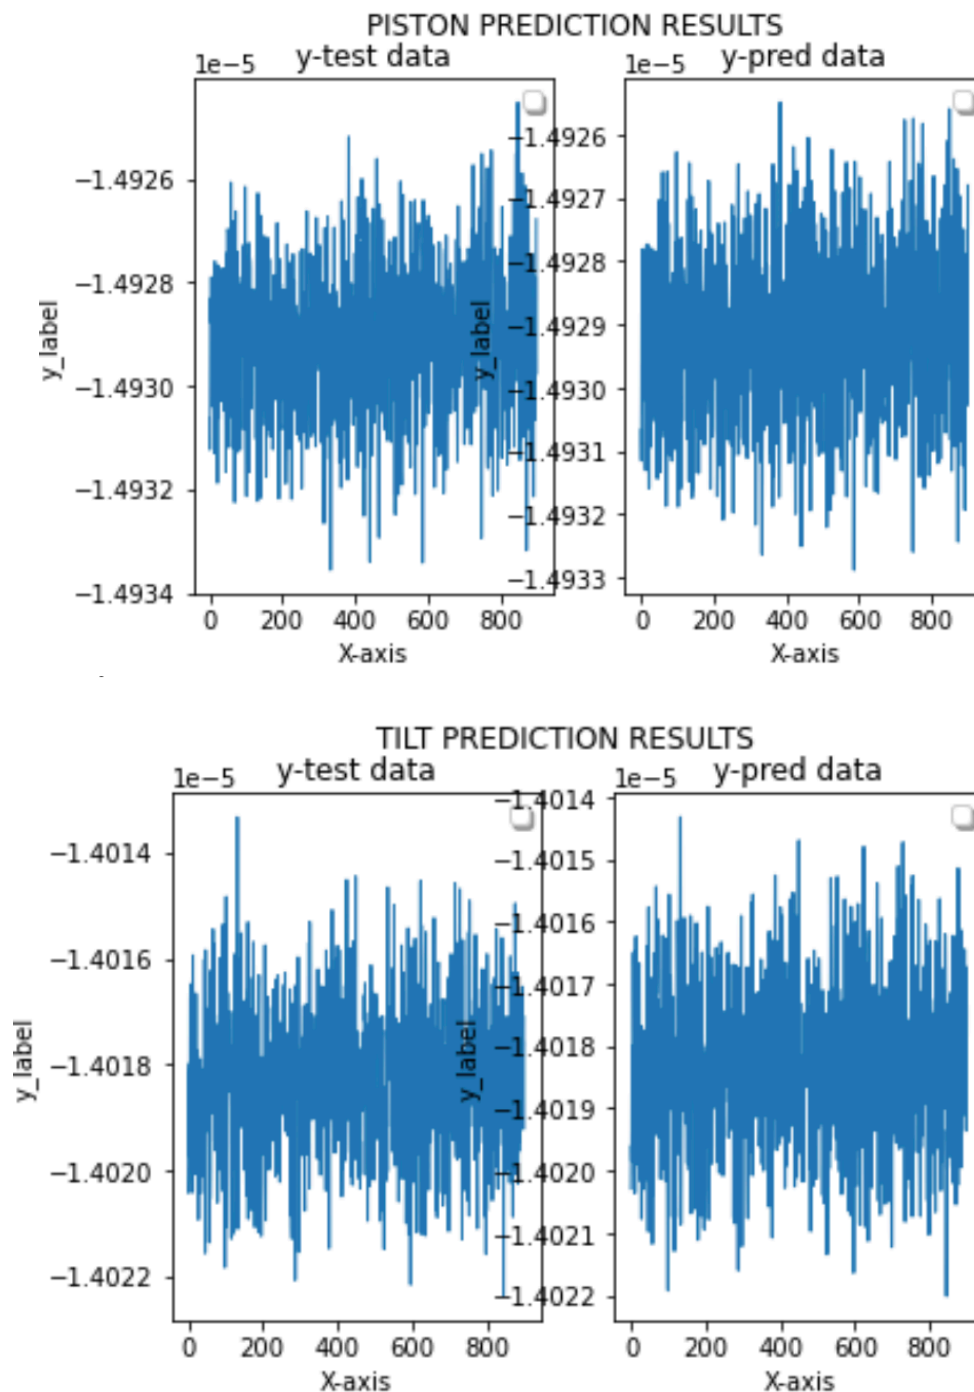 PISTON PREDICTION RESULTS
y-test data
1e−5
−1.4926
−1.4928
−1.4930
−1.4932
−1.4934
y_label
0 200 400 600 800
X-axis
y-pred data
1e−5
−1.4926
−1.4927
−1.4928
−1.4929
−1.4930
−1.4931
−1.4932
−1.4933
y_label
0 200 400 600 800
X-axis
TILT PREDICTION RESULTS
y-test data
1e−5
−1.4014
−1.4016
−1.4018
−1.4020
−1.4022
y_label
0 200 400 600 800
X-axis
y-pred data
1e−5
−1.4014
−1.4015
−1.4016
−1.4017
−1.4018
−1.4019
−1.4020
−1.4021
−1.4022
y_label
0 200 400 600 800
X-axis